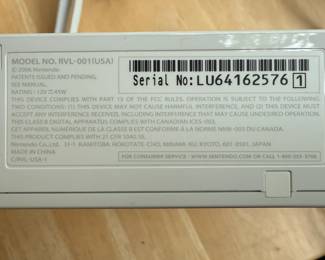 MODEL NO. RVL-001(USA)
© 2006 Nintendo
PATENTS ISSUED AND PENDING.
SEE MANUAL.
RATING : 12V ⎓ 45W
Serial No: LU64162576 1
THIS DEVICE COMPLIES WITH PART 15 OF THE FCC RULES. OPERATION IS SUBJECT TO THE
FOLLOWING TWO CONDITIONS; (1) THIS DEVICE MAY NOT CAUSE HARMFUL INTERFERENCE, AND (2) THIS DEVICE MUST
ACCEPT ANY INTERFERENCE RECEIVED, INCLUDING INTERFERENCE THAT MAY CAUSE UNDESIRED OPERATION.
THIS CLASS B DIGITAL APPARATUS COMPLIES WITH CANADIAN ICES-003.
CET APPAREIL NUMÉRIQUE DE LA CLASSE B EST CONFORME À LA NORME NMB-003 DU CANADA.
THIS PRODUCT COMPLIES WITH 21 CFR 1040.10.
Nintendo Co., Ltd. 11-1 KAMITOBA HOKOTATE-CHO, MINAMI-KU, KYOTO, 601-8501, JAPAN
MADE IN CHINA
C/RVL-USA-1
FOR CONSUMER SERVICE - WWW.NINTENDO.COM OR CALL 1-800-255-3700